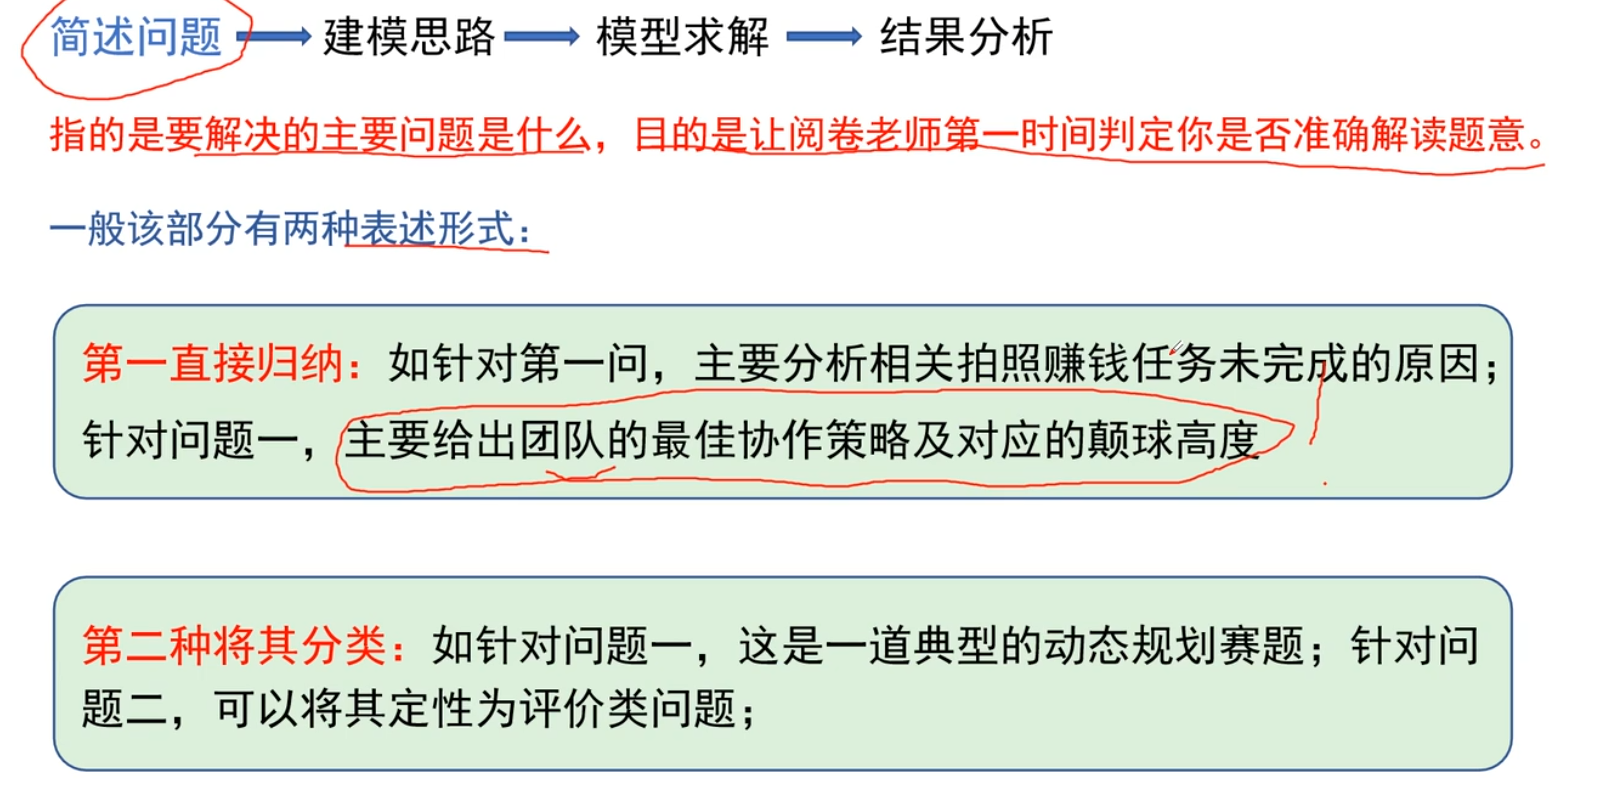 简述问题 建模思路 模型求解 结果分析
指的是要解决的主要问题是什么，目的是让阅卷老师第一时间判定你是否准确解读题意。
一般该部分有两种表述形式：
第一直接归纳：如针对第一问，主要分析相关拍照赚钱任务未完成的原因；
针对问题一，主要给出团队的最佳协作策略及对应的颠球高度
第二种将其分类：如针对问题一，这是一道典型的动态规划赛题；针对问
题二，可以将其定性为评价类问题；